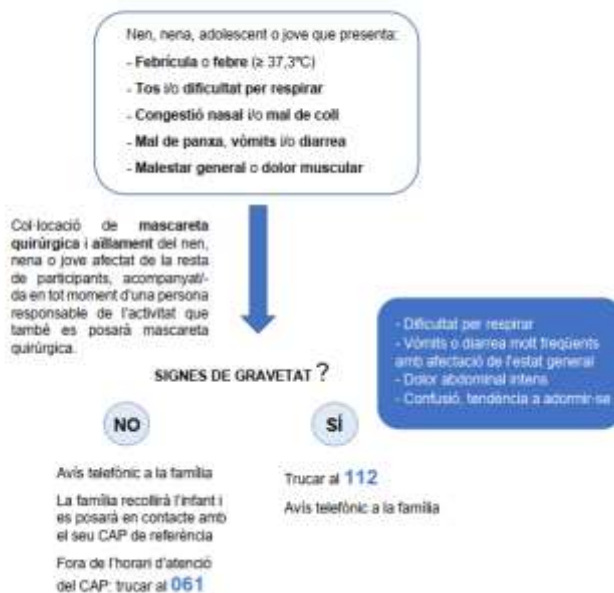 Nen, nena, adolescent o jove que presenta:
- Febrícula o febre (≥ 37,3ºC)
- Tos i/o dificultat per respirar
- Congestió nasal i/o mal de coll
- Mal de panxa, vòmits i/o diarrea
- Malestar general o dolor muscular
Col·locació de mascareta
quirúrgica i aïllament del nen,
nena o jove afectat de la resta
de participants, acompanyat/-
da en tot moment d'una persona
responsable de l'activitat que
també es posarà mascareta
quirúrgica.
- Dificultat per respirar
- Vòmits o diarrea molt freqüents
amb afectació de l'estat general
- Dolor abdominal intens
- Confusió, tendència a adormir-se
SIGNES DE GRAVETAT ?
NO
SÍ
Avís telefònic a la família
La família recollirà l'infant i
es posarà en contacte amb
el seu CAP de referència
Fora de l'horari d'atenció
del CAP: trucar al 061
Trucar al 112
Avís telefònic a la família